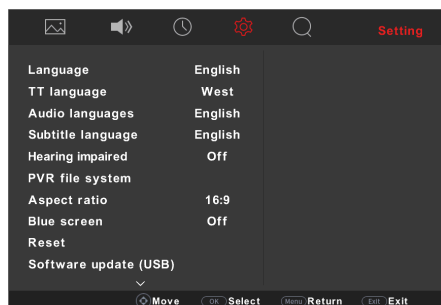 Setting
Language English
TT language West
Audio languages English
Subtitle language English
Hearing impaired Off
PVR file system
Aspect ratio 16:9
Blue screen Off
Reset
Software update (USB)
Move OK Select Menu Return Exit Exit